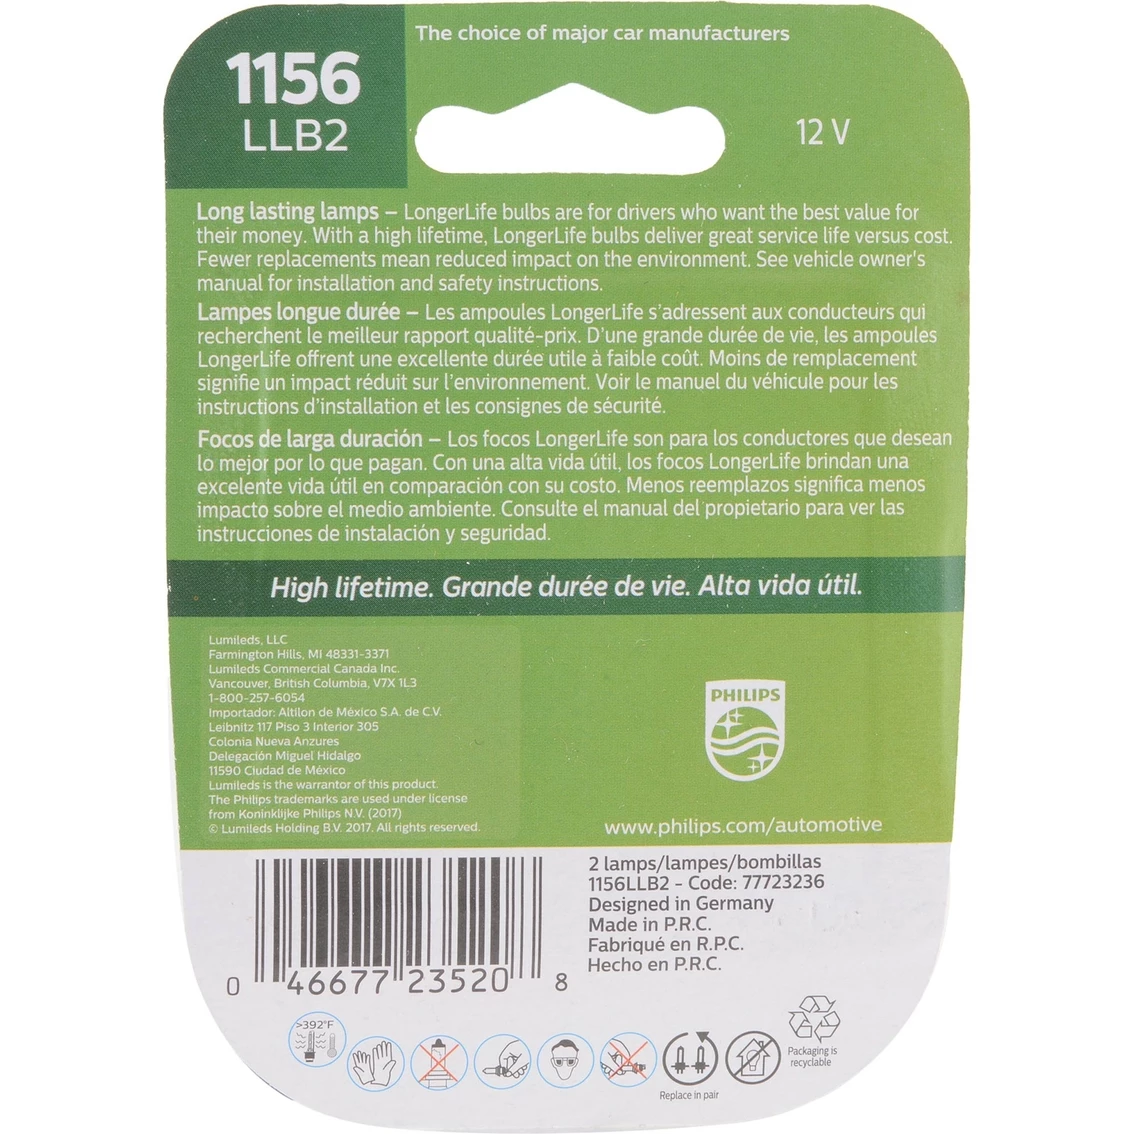 The choice of major car manufacturers
1156
LLB2
12 V
Long lasting lamps – LongerLife bulbs are for drivers who want the best value for
their money. With a high lifetime, LongerLife bulbs deliver great service life versus cost.
Fewer replacements mean reduced impact on the environment. See vehicle owner's
manual for installation and safety instructions.
Lampes longue durée – Les ampoules LongerLife s'adressent aux conducteurs qui
recherchent le meilleur rapport qualité-prix. D'une grande durée de vie, les ampoules
LongerLife offrent une excellente durée utile à faible coût. Moins de remplacement
signifie un impact réduit sur l'environnement. Voir le manuel du véhicule pour les
instructions d'installation et les consignes de sécurité.
Focos de larga duración – Los focos LongerLife son para los conductores que desean
lo mejor por lo que pagan. Con una alta vida útil, los focos LongerLife brindan una
excelente vida útil en comparación con su costo. Menos reemplazos significa menos
impacto sobre el medio ambiente. Consulte el manual del propietario para ver las
instrucciones de instalación y seguridad.
High lifetime. Grande durée de vie. Alta vida útil.
Lumileds, LLC
Farmington Hills, MI 48331-3371
Lumileds Commercial Canada Inc.
Vancouver, British Columbia, V7X 1L3
1-800-257-6054
Importador: Altilon de México S.A. de C.V.
Leibnitz 117 Piso 3 Interior 305
Colonia Nueva Anzures
Delegación Miguel Hidalgo
11590 Ciudad de México
Lumileds is the warrantor of this product.
The Philips trademarks are used under license
from Koninklijke Philips N.V. (2017)
© Lumileds Holding B.V. 2017. All rights reserved.
PHILIPS
www.philips.com/automotive
2 lamps/lampes/bombillas
1156LLB2 - Code: 77723236
Designed in Germany
Made in P.R.C.
Fabriqué en R.P.C.
Hecho en P.R.C.
0 46677 23520 8
>392°F
Replace in pair
Packaging is
recyclable